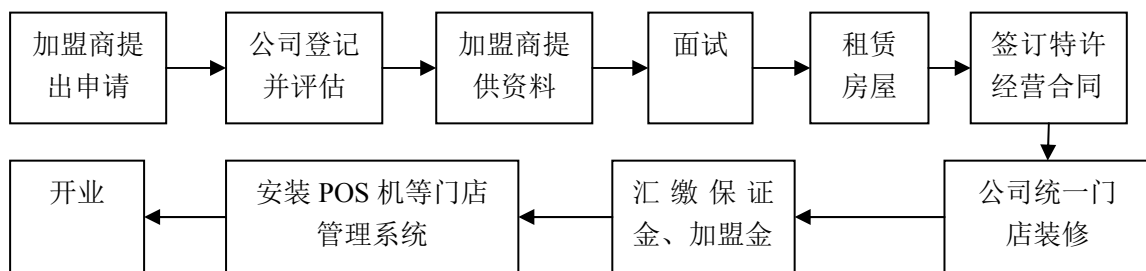 加盟商提
出申请
公司登记
并评估
加盟商提
供资料
面试
租赁
房屋
签订特许
经营合同
公司统一门
店装修
汇缴保证
金、加盟金
安装 POS 机等门店
管理系统
开业